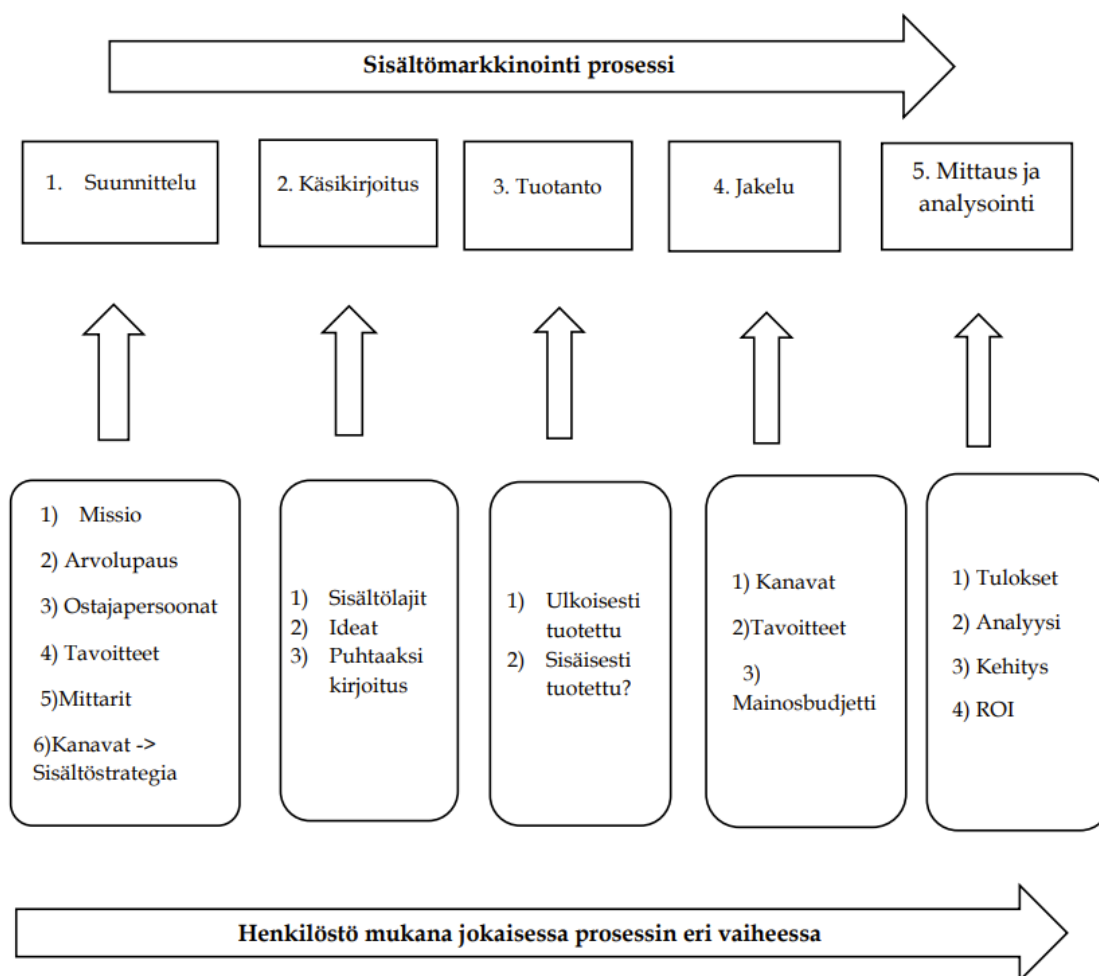 Sisältömarkkinointi prosessi
1. Suunnittelu
2. Käsikirjoitus
3. Tuotanto
4. Jakelu
5. Mittaus ja
analysointi
1) Missio
2) Arvolupaus
3) Ostajapersoonat
4) Tavoitteet
5)Mittarit
6)Kanavat ->
Sisältöstrategia
1) Sisältölajit
2) Ideat
3) Puhtaaksi
kirjoitus
1) Ulkoisesti
tuotettu
2) Sisäisesti
tuotettu?
1) Kanavat
2)Tavoitteet
3)
Mainosbudjetti
1) Tulokset
2) Analyysi
3) Kehitys
4) ROI
Henkilöstö mukana jokaisessa prosessin eri vaiheessa